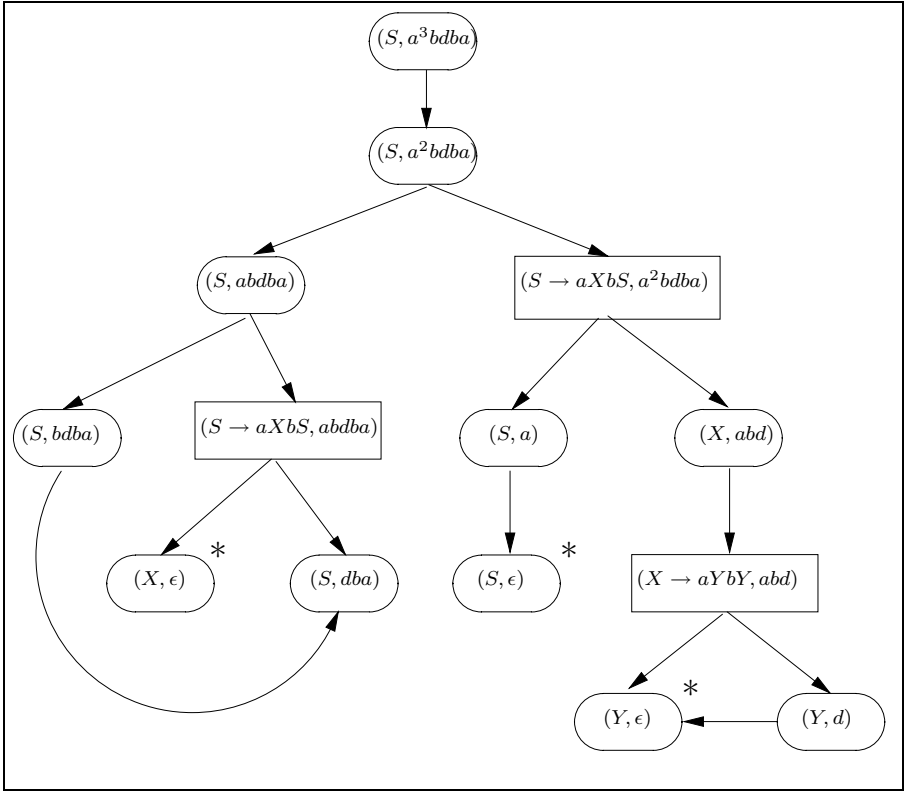 (S, a³bdba)
(S, a²bdba)
(S, abdba)
(S → aXbS, a²bdba)
(S, bdba)
(S → aXbS, abdba)
(S, a)
(X, abd)
(X, ϵ) *
(S, dba)
(S, ϵ) *
(X → aYbY, abd)
(Y, ϵ) *
(Y, d)